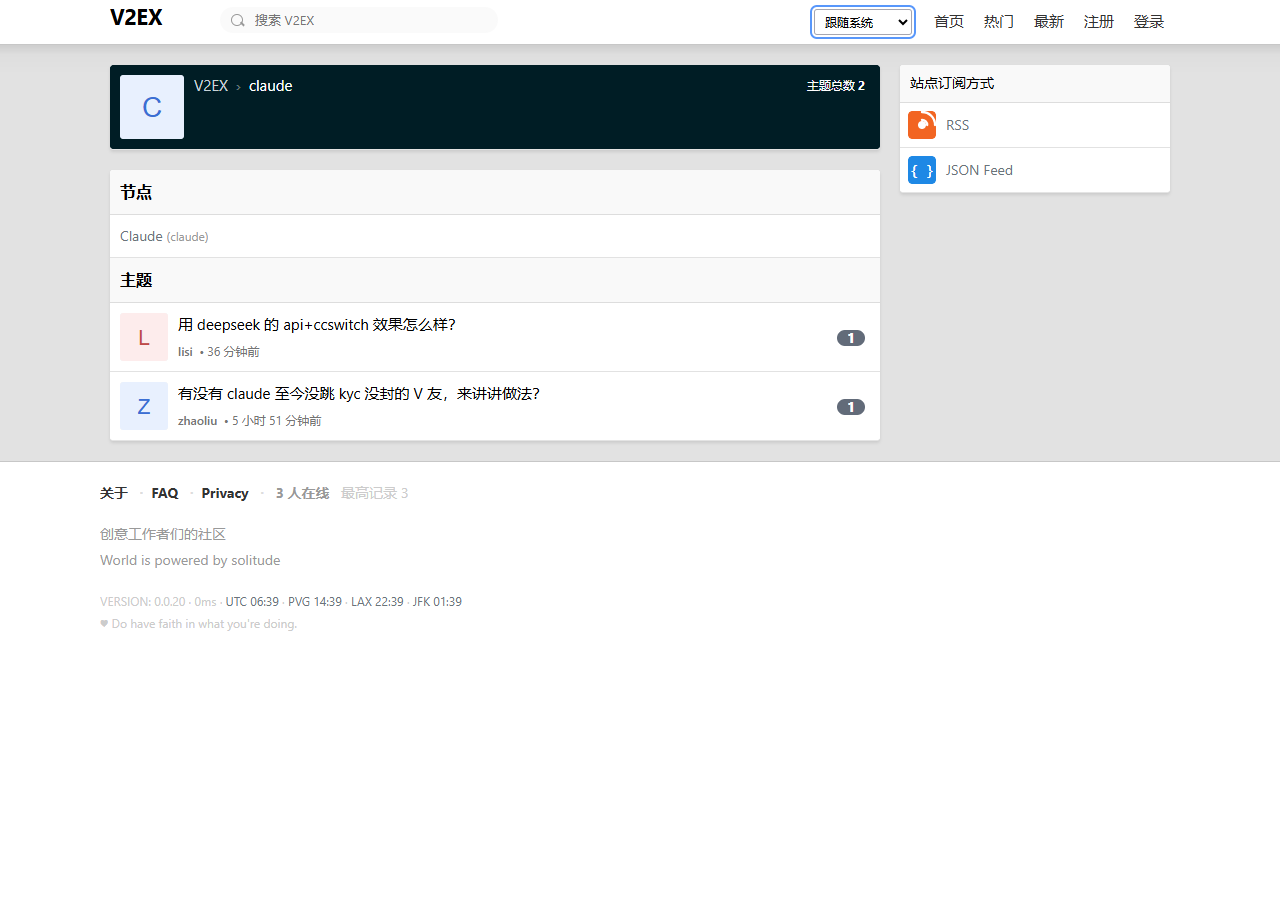 V2EX
搜索 V2EX
跟随系统
首页 热门 最新 注册 登录
C
V2EX › claude
主题总数 2
节点
Claude (claude)
主题
L
用 deepseek 的 api+ccswitch 效果怎么样?
lisi • 36 分钟前
1
Z
有没有 claude 至今没跳 kyc 没封的 V 友，来讲讲做法?
zhaoliu • 5 小时 51 分钟前
1
站点订阅方式
RSS
{ } JSON Feed
关于 · FAQ · Privacy · 3 人在线 最高记录 3
创意工作者们的社区
World is powered by solitude
VERSION: 0.0.20 · 0ms · UTC 06:39 · PVG 14:39 · LAX 22:39 · JFK 01:39
♥ Do have faith in what you're doing.